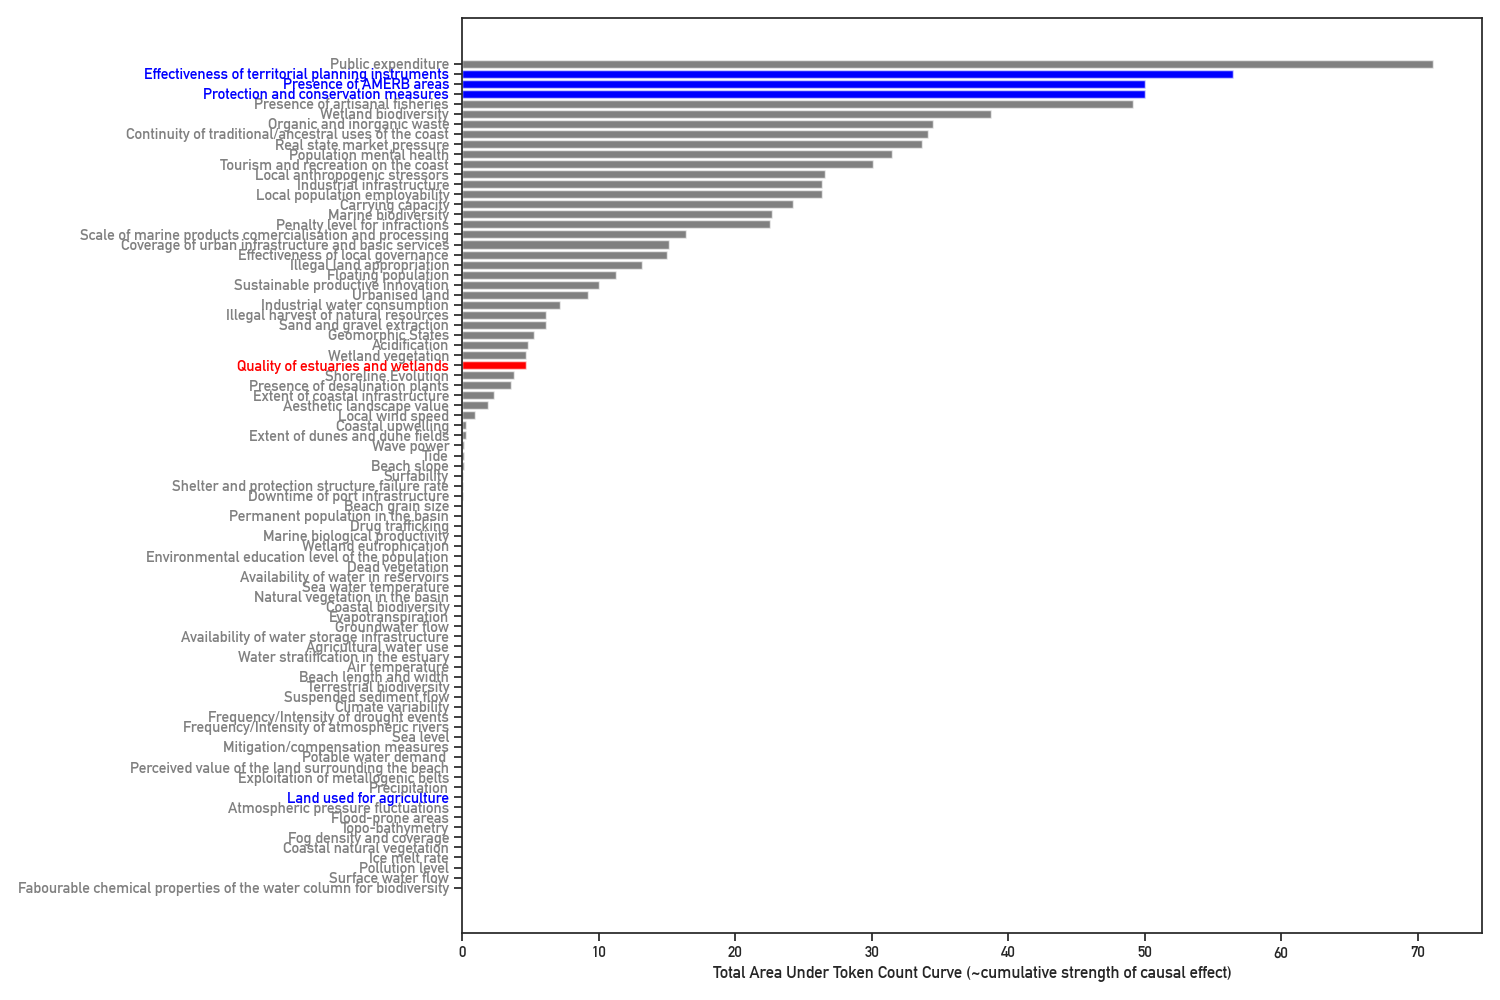 Public expenditure
Effectiveness of territorial planning instruments
Presence of AMERB areas
Protection and conservation measures
Presence of artisanal fisheries
Wetland biodiversity
Organic and inorganic waste
Continuity of traditional/ancestral uses of the coast
Real state market pressure
Population mental health
Tourism and recreation on the coast
Local anthropogenic stressors
Industrial infrastructure
Local population employability
Carrying capacity
Marine biodiversity
Penalty level for infractions
Scale of marine products comercialisation and processing
Coverage of urban infrastructure and basic services
Effectiveness of local governance
Illegal land appropriation
Floating population
Sustainable productive innovation
Urbanised land
Industrial water consumption
Illegal harvest of natural resources
Sand and gravel extraction
Geomorphic States
Acidification
Wetland vegetation
Quality of estuaries and wetlands
Shoreline Evolution
Presence of desalination plants
Extent of coastal infrastructure
Aesthetic landscape value
Local wind speed
Coastal upwelling
Extent of dunes and dune fields
Wave power
Tide
Beach slope
Surfability
Shelter and protection structure failure rate
Downtime of port infrastructure
Beach grain size
Permanent population in the basin
Drug trafficking
Marine biological productivity
Wetland eutrophication
Environmental education level of the population
Dead vegetation
Availability of water in reservoirs
Sea water temperature
Natural vegetation in the basin
Coastal biodiversity
Evapotranspiration
Groundwater flow
Availability of water storage infrastructure
Agricultural water use
Water stratification in the estuary
Air temperature
Beach length and width
Terrestrial biodiversity
Suspended sediment flow
Climate variability
Frequency/Intensity of drought events
Frequency/Intensity of atmospheric rivers
Sea level
Mitigation/compensation measures
Potable water demand
Perceived value of the land surrounding the beach
Exploitation of metallogenic belts
Precipitation
Land used for agriculture
Atmospheric pressure fluctuations
Flood-prone areas
Topo-bathymetry
Fog density and coverage
Coastal natural vegetation
Ice melt rate
Pollution level
Surface water flow
Fabourable chemical properties of the water column for biodiversity
0 10 20 30 40 50 60 70
Total Area Under Token Count Curve (~cumulative strength of causal effect)